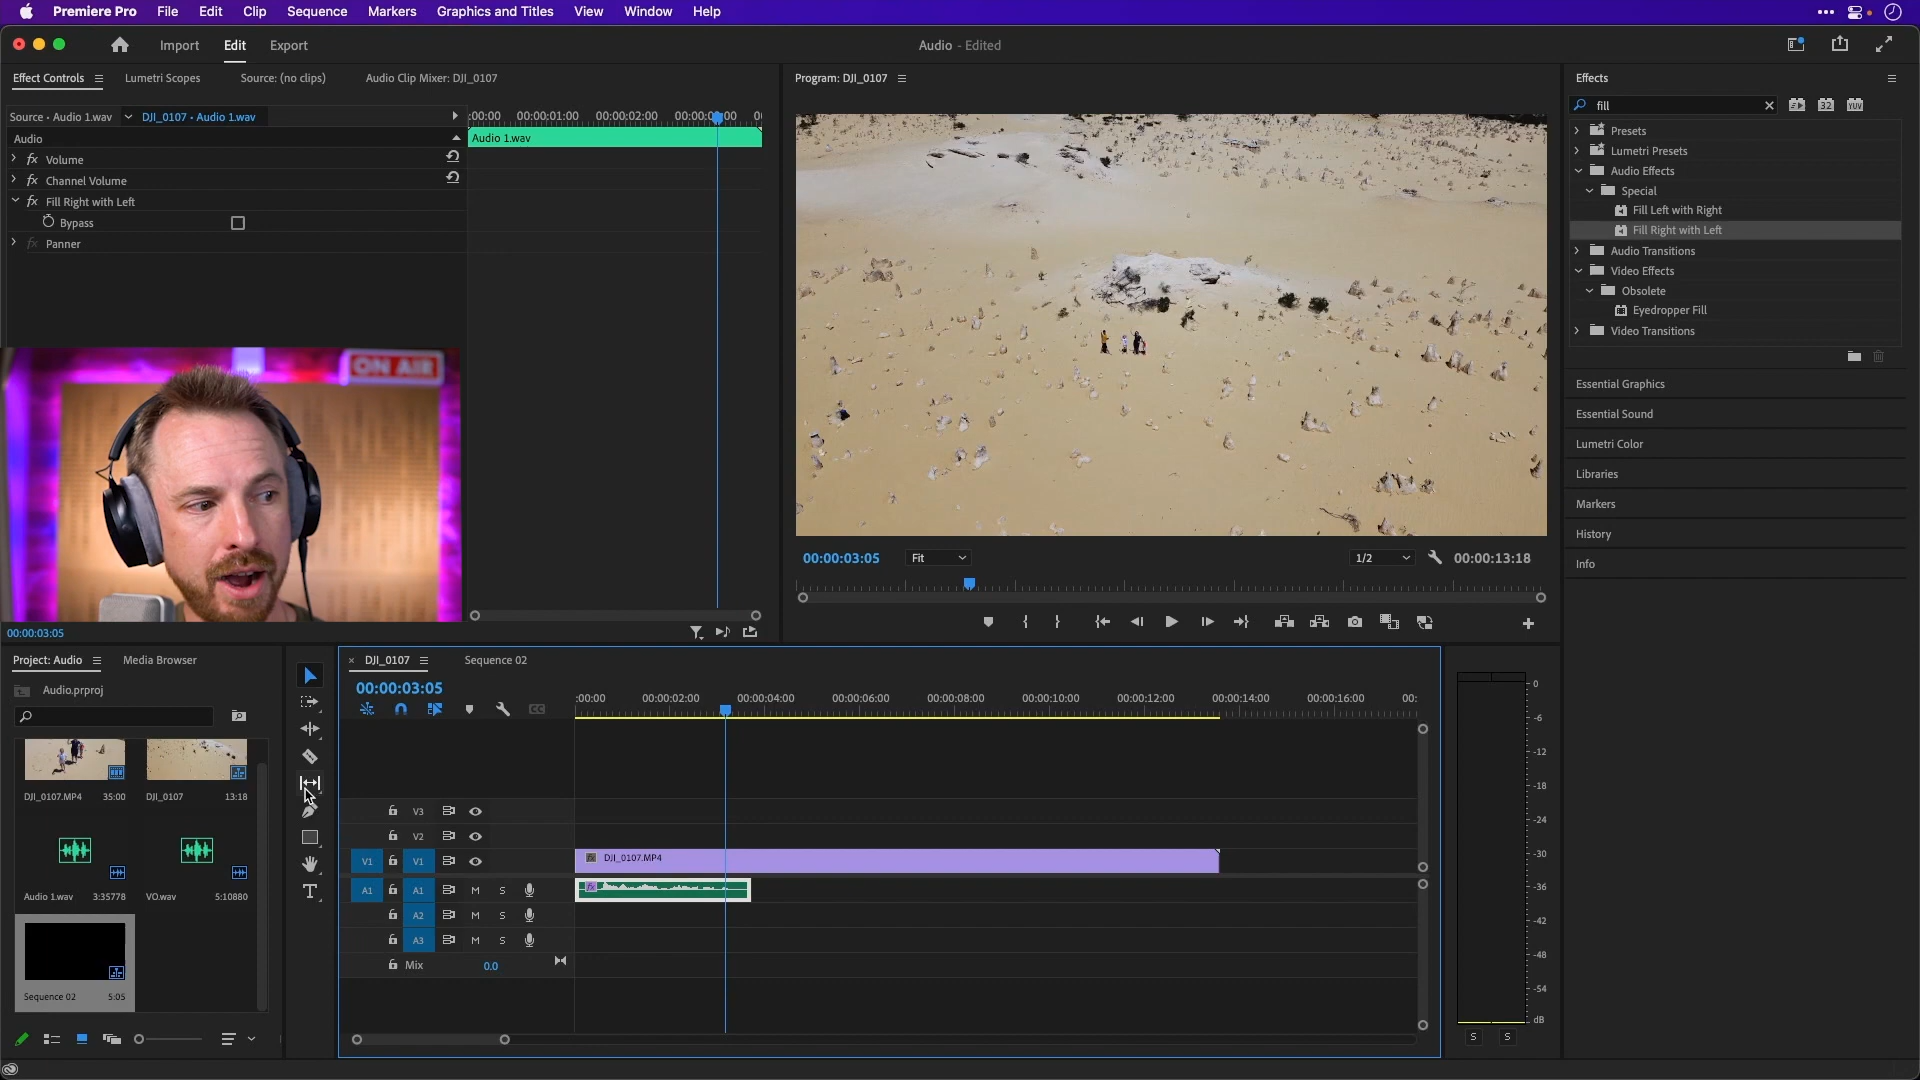 Premiere Pro File Edit Clip Sequence Markers Graphics and Titles View Window Help
Import Edit Export
Audio - Edited
Effect Controls Lumetri Scopes Source: (no clips) Audio Clip Mixer: DJI_0107
Source • Audio 1.wav DJI_0107 • Audio 1.wav
:00:00 00:00:01:00 00:00:02:00
Audio
Audio 1.wav
fx Volume
fx Channel Volume
fx Fill Right with Left
Bypass
fx Panner
ON AIR
00:00:03:05
Program: DJI_0107
00:00:03:05 Fit 1/2 00:00:13:18
Effects
fill
32 YUV
Presets
Lumetri Presets
Audio Effects
Special
Fill Left with Right
Fill Right with Left
Audio Transitions
Video Effects
Obsolete
Eyedropper Fill
Video Transitions
Essential Graphics
Essential Sound
Lumetri Color
Libraries
Markers
History
Info
Project: Audio Media Browser
Audio.prproj
DJI_0107.MP4 35:00 DJI_0107 13:18
Audio 1.wav 3:35778 VO.wav 5:10880
Sequence 02 5:05
× DJI_0107 Sequence 02
00:00:03:05
:00:00 00:00:02:00 00:00:04:00 00:00:06:00 00:00:08:00 00:00:10:00 00:00:12:00 00:00:14:00 00:00:16:00 00:
CC
V3
V2
V1 V1 fx DJI_0107.MP4
A1 A1 M S fx
A2 M S
A3 M S
Mix 0.0
T
0
-6
-12
-18
-24
-30
-36
-42
-48
-54
dB
S S